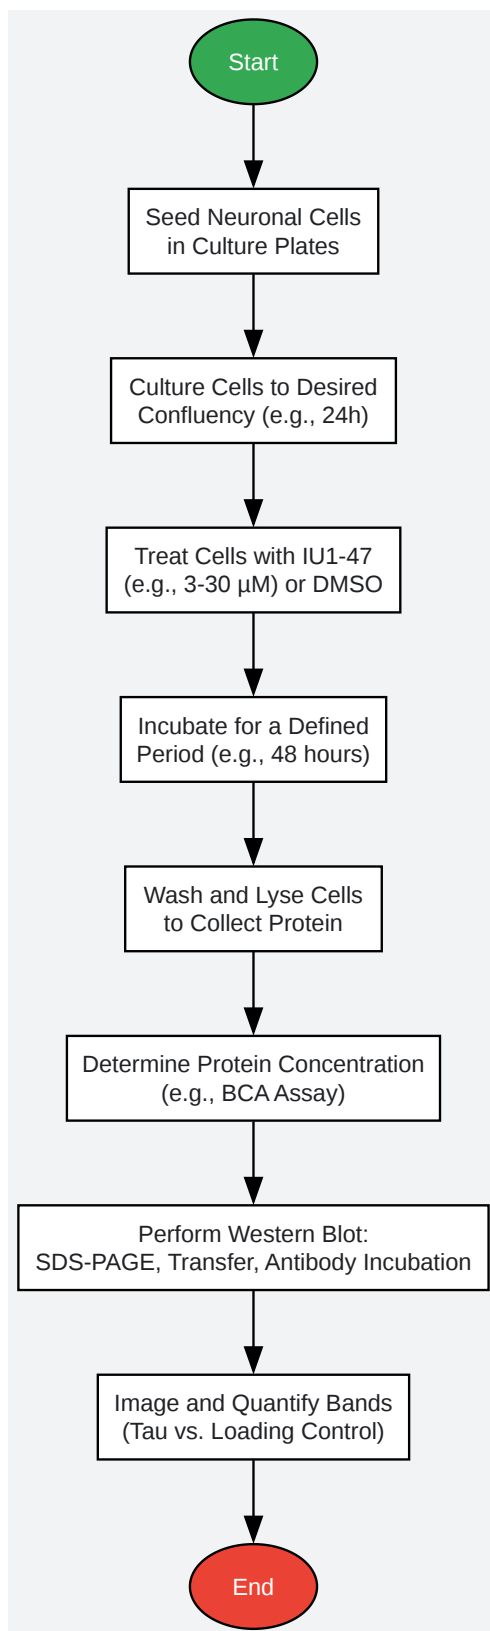 Start
Seed Neuronal Cells
in Culture Plates
Culture Cells to Desired
Confluency (e.g., 24h)
Treat Cells with IU1-47
(e.g., 3-30 µM) or DMSO
Incubate for a Defined
Period (e.g., 48 hours)
Wash and Lyse Cells
to Collect Protein
Determine Protein Concentration
(e.g., BCA Assay)
Perform Western Blot:
SDS-PAGE, Transfer, Antibody Incubation
Image and Quantify Bands
(Tau vs. Loading Control)
End